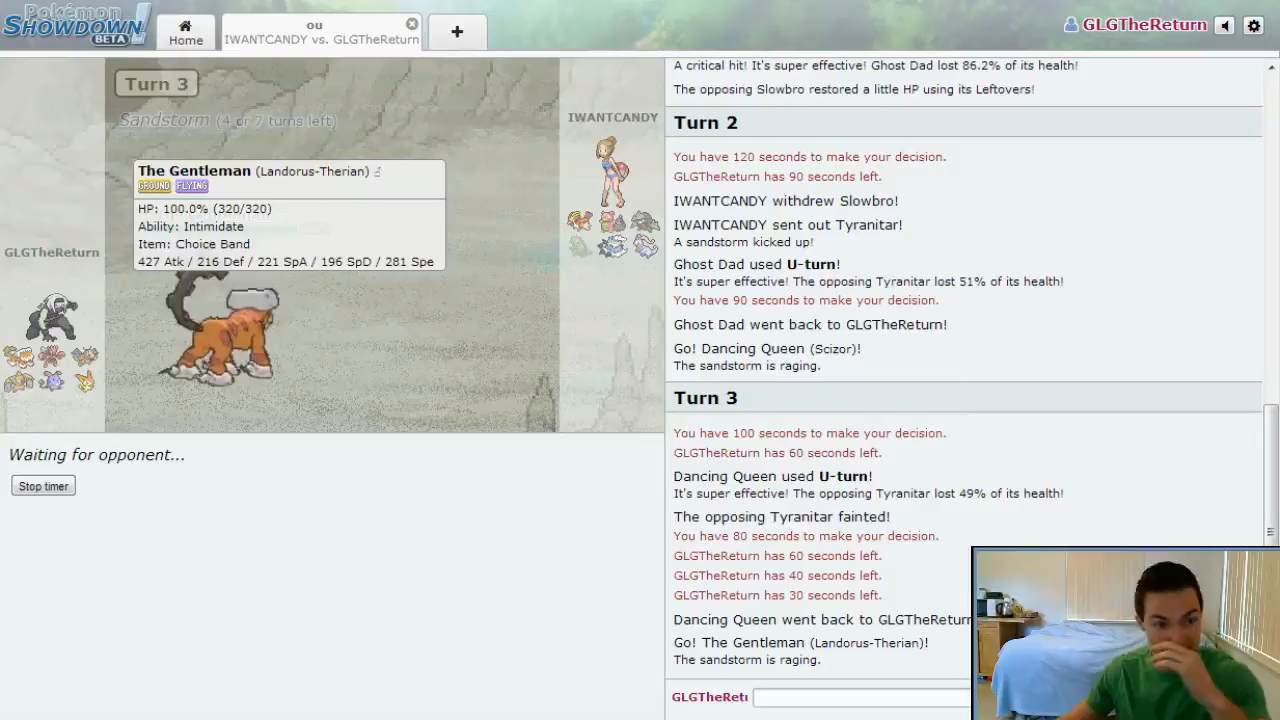 Pokémon
SHOWDOWN!
BETA
Home
ou
IWANTCANDY vs. GLGTheReturn
+
GLGTheReturn
Turn 3
Sandstorm (4 or 7 turns left)
The Gentleman (Landorus-Therian)
GROUND FLYING
HP: 100.0% (320/320)
Ability: Intimidate
Item: Choice Band
427 Atk / 216 Def / 221 SpA / 196 SpD / 281 Spe
GLGTheReturn
IWANTCANDY
Waiting for opponent...
Stop timer
A critical hit! It's super effective! Ghost Dad lost 86.2% of its health!
The opposing Slowbro restored a little HP using its Leftovers!
Turn 2
You have 120 seconds to make your decision.
GLGTheReturn has 90 seconds left.
IWANTCANDY withdrew Slowbro!
IWANTCANDY sent out Tyranitar!
A sandstorm kicked up!
Ghost Dad used U-turn!
It's super effective! The opposing Tyranitar lost 51% of its health!
You have 90 seconds to make your decision.
Ghost Dad went back to GLGTheReturn!
Go! Dancing Queen (Scizor)!
The sandstorm is raging.
Turn 3
You have 100 seconds to make your decision.
GLGTheReturn has 60 seconds left.
Dancing Queen used U-turn!
It's super effective! The opposing Tyranitar lost 49% of its health!
The opposing Tyranitar fainted!
You have 80 seconds to make your decision.
GLGTheReturn has 60 seconds left.
GLGTheReturn has 40 seconds left.
GLGTheReturn has 30 seconds left.
Dancing Queen went back to GLGTheReturn
Go! The Gentleman (Landorus-Therian)!
The sandstorm is raging.
GLGTheRetu